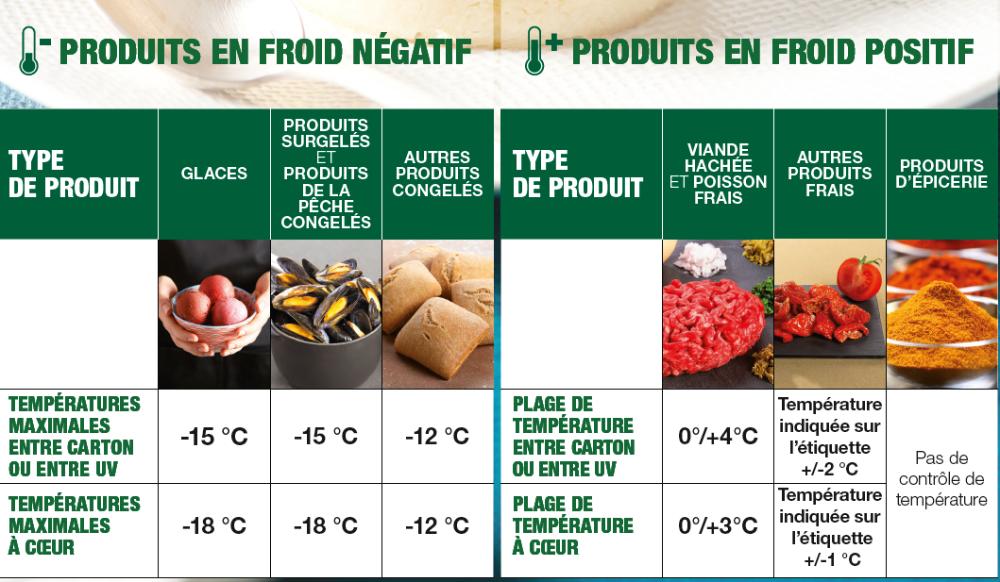 - PRODUITS EN FROID NÉGATIF
TYPE
DE PRODUIT
GLACES
PRODUITS
SURGELÉS
ET
PRODUITS
DE LA
PÊCHE
CONGELÉS
AUTRES
PRODUITS
CONGELÉS
TEMPÉRATURES
MAXIMALES
ENTRE CARTON
OU ENTRE UV
-15 °C
-15 °C
-12 °C
TEMPÉRATURES
MAXIMALES
À CŒUR
-18 °C
-18 °C
-12 °C
+ PRODUITS EN FROID POSITIF
TYPE
DE PRODUIT
VIANDE
HACHÉE
ET POISSON
FRAIS
AUTRES
PRODUITS
FRAIS
PRODUITS
D'ÉPICERIE
PLAGE DE
TEMPÉRATURE
ENTRE CARTON
OU ENTRE UV
0°/+4°C
Température
indiquée sur
l'étiquette
+/-2 °C
Pas de
contrôle de
température
PLAGE DE
TEMPÉRATURE
À CŒUR
0°/+3°C
Température
indiquée sur
l'étiquette
+/-1 °C